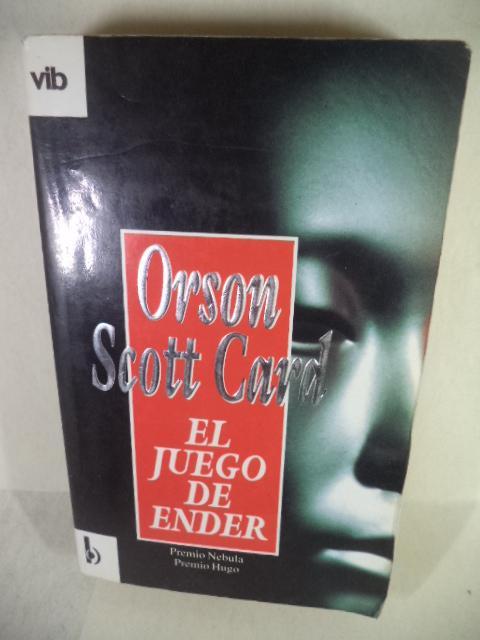 vib
Orson
Scott Card
EL
JUEGO
DE
ENDER
Premio Nebula
Premio Hugo
b